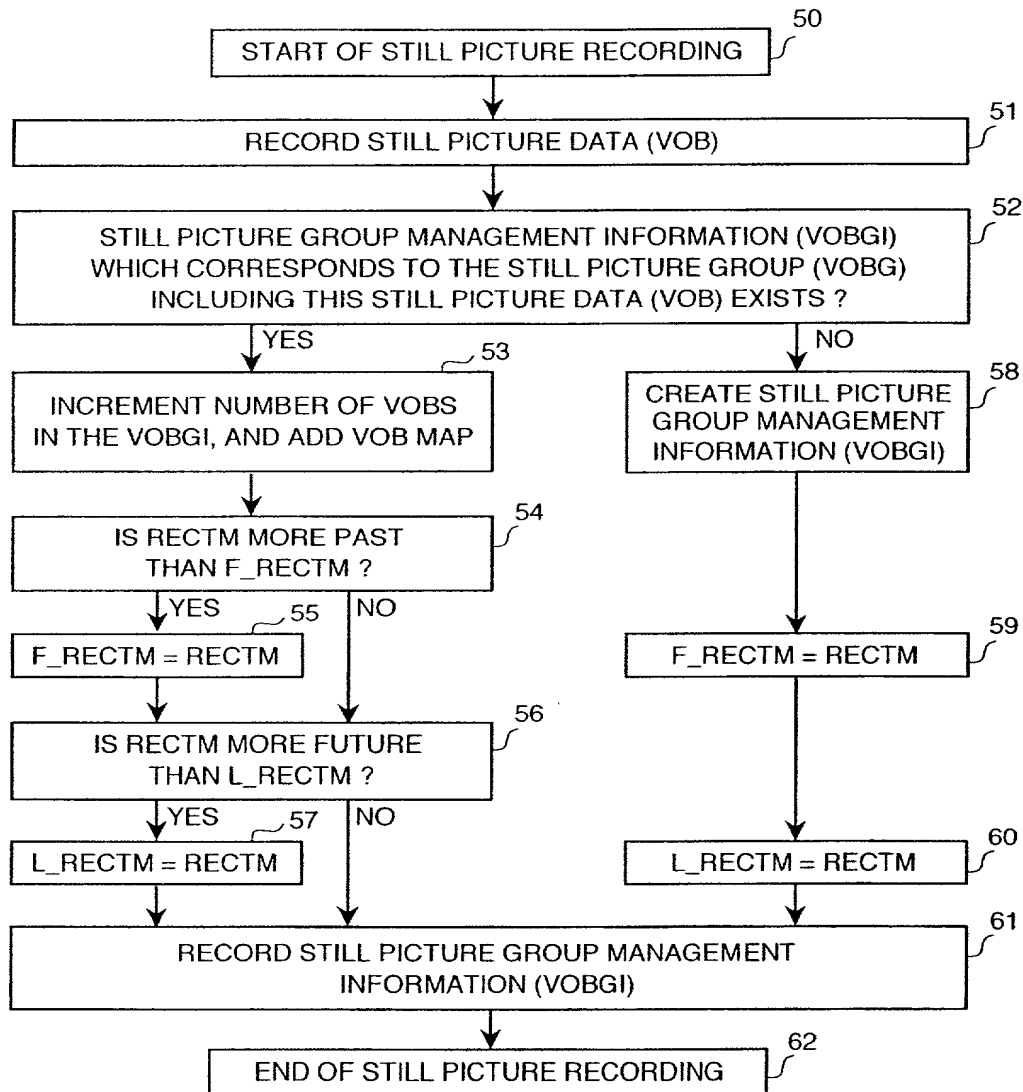 50
START OF STILL PICTURE RECORDING
51
RECORD STILL PICTURE DATA (VOB)
52
STILL PICTURE GROUP MANAGEMENT INFORMATION (VOBGI)
WHICH CORRESPONDS TO THE STILL PICTURE GROUP (VOBG)
INCLUDING THIS STILL PICTURE DATA (VOB) EXISTS ?
YES
NO
53
INCREMENT NUMBER OF VOBS
IN THE VOBGI, AND ADD VOB MAP
58
CREATE STILL PICTURE
GROUP MANAGEMENT
INFORMATION (VOBGI)
54
IS RECTM MORE PAST
THAN F_RECTM ?
YES
NO
55
F_RECTM = RECTM
59
F_RECTM = RECTM
56
IS RECTM MORE FUTURE
THAN L_RECTM ?
YES
NO
57
L_RECTM = RECTM
60
L_RECTM = RECTM
61
RECORD STILL PICTURE GROUP MANAGEMENT
INFORMATION (VOBGI)
62
END OF STILL PICTURE RECORDING